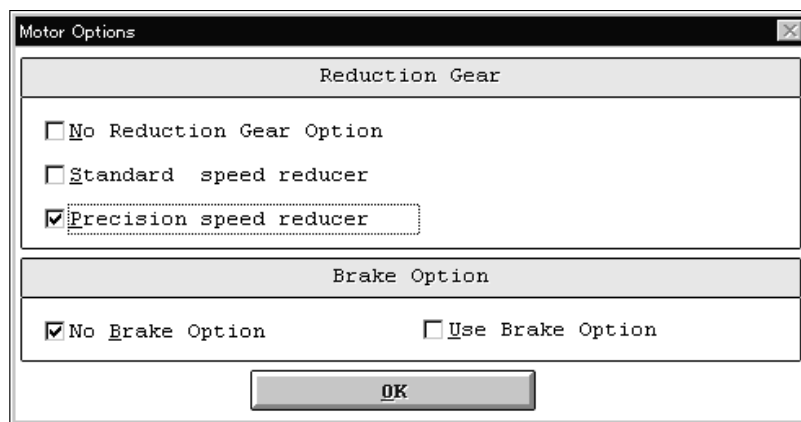 Motor Options
Reduction Gear
No Reduction Gear Option
Standard speed reducer
Precision speed reducer
Brake Option
No Brake Option Use Brake Option
OK